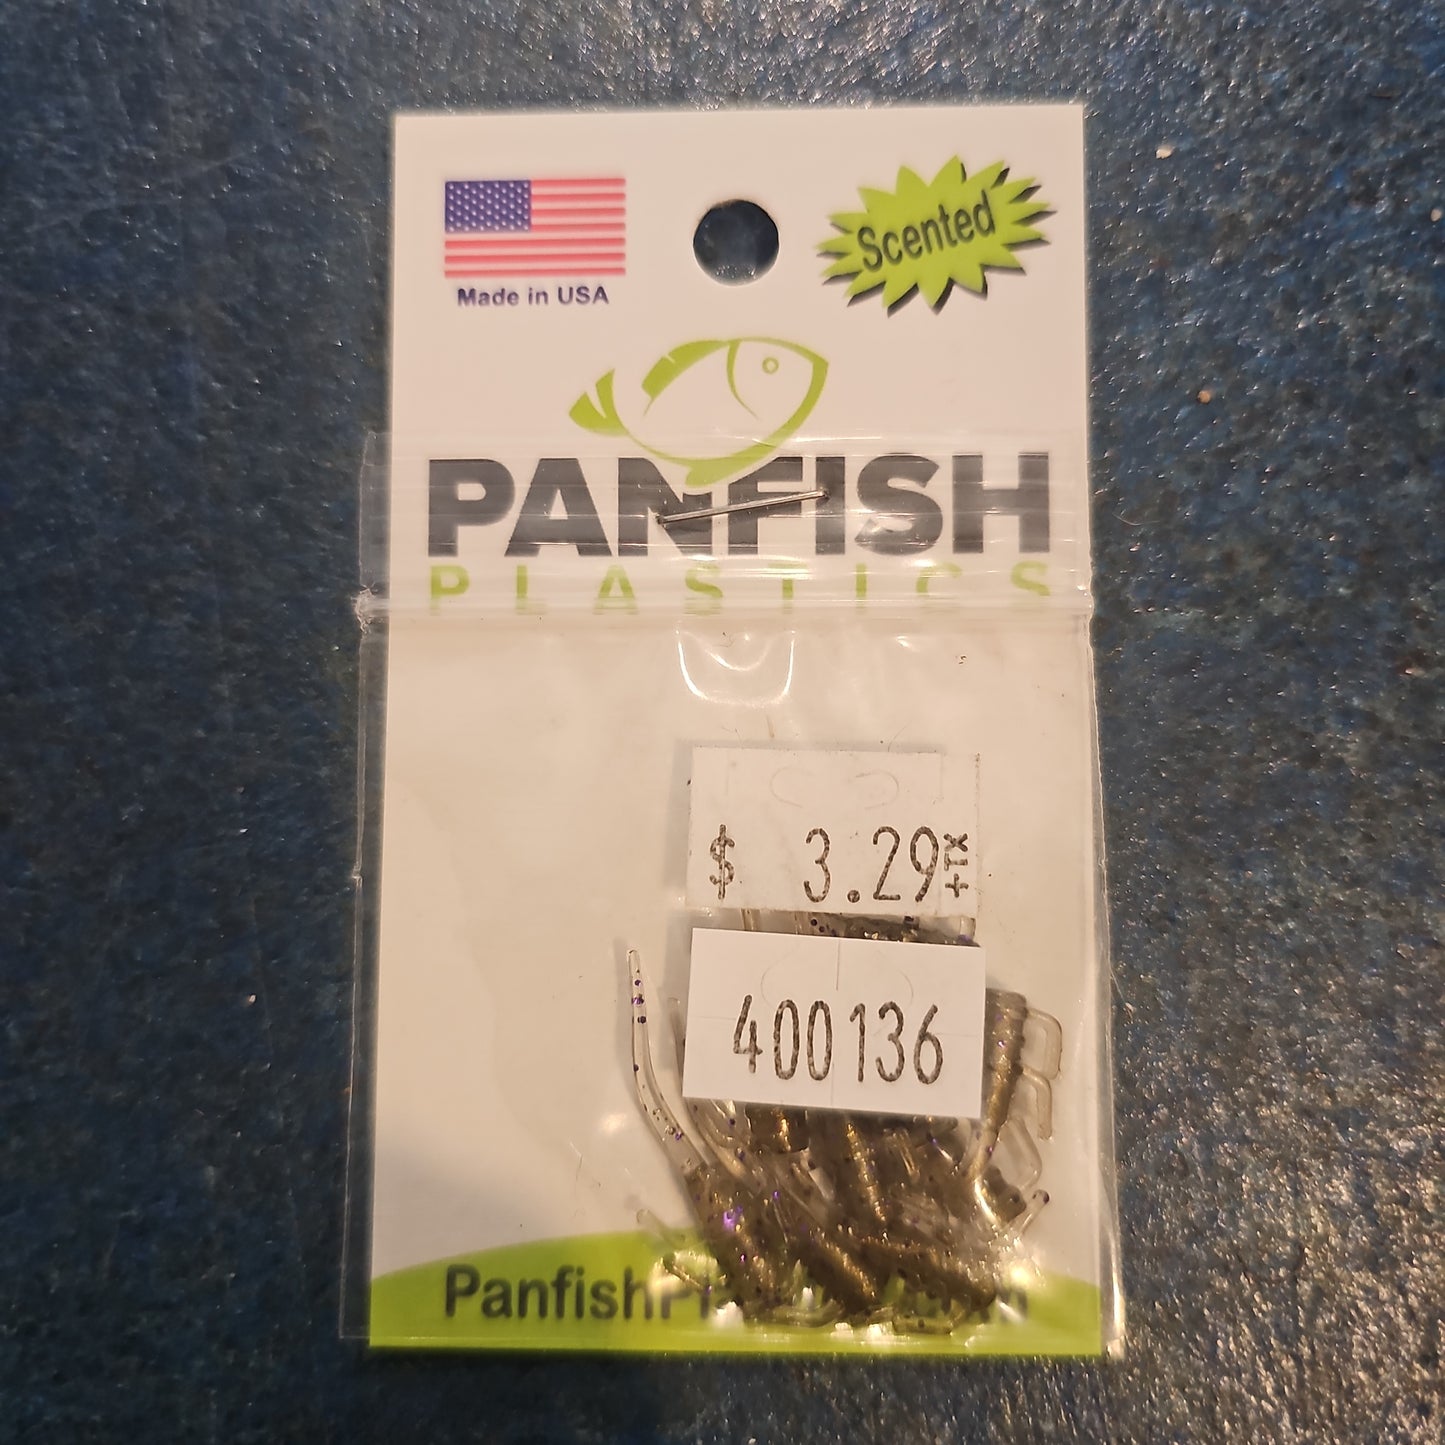 Made in USA
Scented
PANFISH
PLASTICS
$ 3.29 +TX
400136